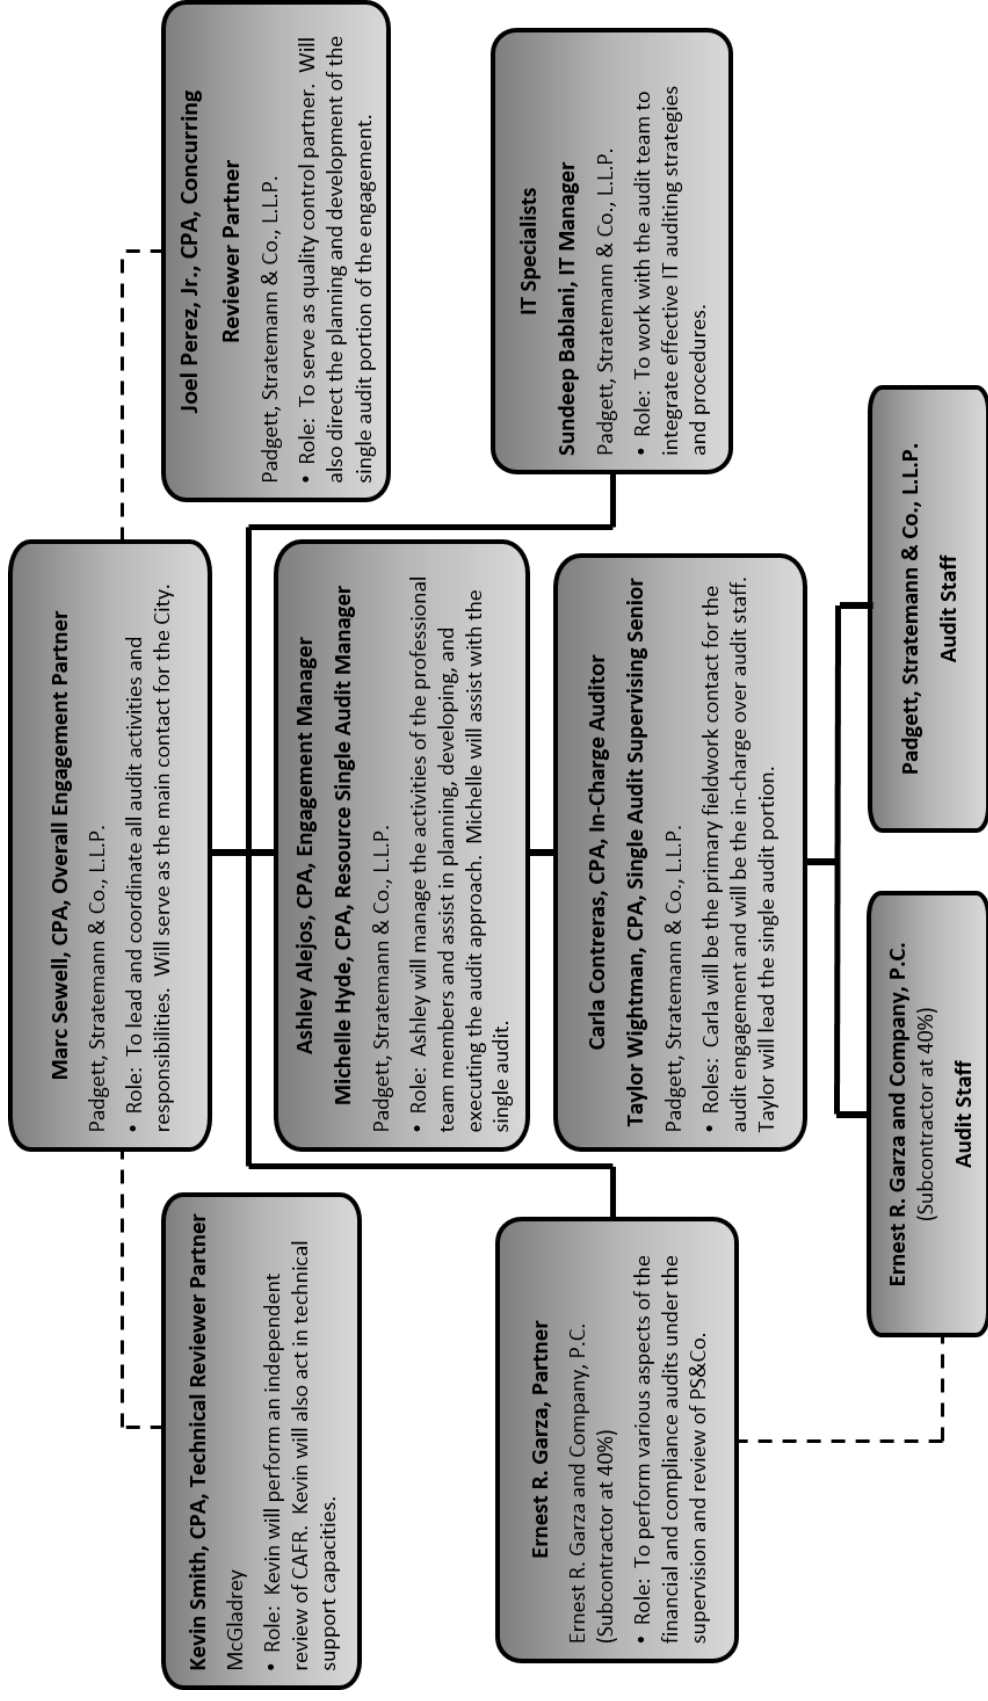 Marc Sewell, CPA, Overall Engagement Partner
Padgett, Stratemann & Co., L.L.P.
• Role: To lead and coordinate all audit activities and
responsibilities. Will serve as the main contact for the City.
Kevin Smith, CPA, Technical Reviewer Partner
McGladrey
• Role: Kevin will perform an independent
review of CAFR. Kevin will also act in technical
support capacities.
Joel Perez, Jr., CPA, Concurring
Reviewer Partner
Padgett, Stratemann & Co., L.L.P.
• Role: To serve as quality control partner. Will
also direct the planning and development of the
single audit portion of the engagement.
Ashley Alejos, CPA, Engagement Manager
Michelle Hyde, CPA, Resource Single Audit Manager
Padgett, Stratemann & Co., L.L.P.
• Role: Ashley will manage the activities of the professional
team members and assist in planning, developing, and
executing the audit approach. Michelle will assist with the
single audit.
Ernest R. Garza, Partner
Ernest R. Garza and Company, P.C.
(Subcontractor at 40%)
• Role: To perform various aspects of the
financial and compliance audits under the
supervision and review of PS&Co.
IT Specialists
Sundeep Bablani, IT Manager
Padgett, Stratemann & Co., L.L.P.
• Role: To work with the audit team to
integrate effective IT auditing strategies
and procedures.
Carla Contreras, CPA, In-Charge Auditor
Taylor Wightman, CPA, Single Audit Supervising Senior
Padgett, Stratemann & Co., L.L.P.
• Roles: Carla will be the primary fieldwork contact for the
audit engagement and will be the in-charge over audit staff.
Taylor will lead the single audit portion.
Ernest R. Garza and Company, P.C.
(Subcontractor at 40%)
Audit Staff
Padgett, Stratemann & Co., L.L.P.
Audit Staff